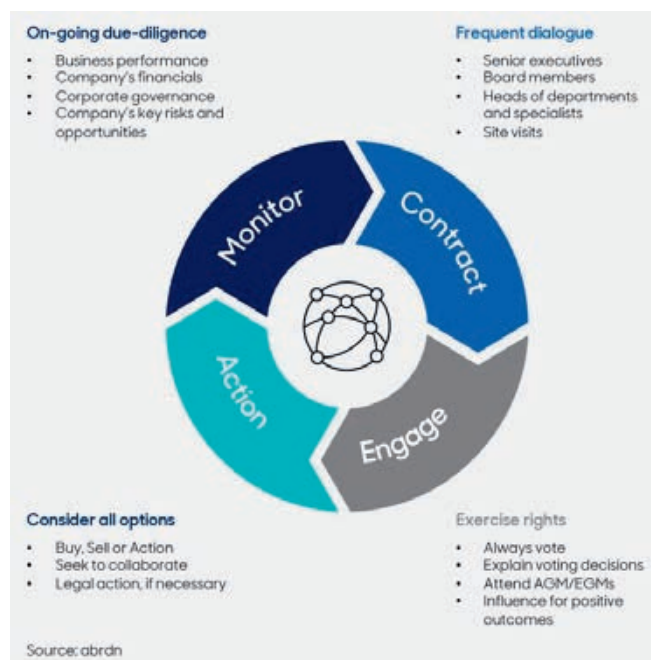 On-going due-diligence
• Business performance
• Company's financials
• Corporate governance
• Company's key risks and
opportunities
Frequent dialogue
• Senior executives
• Board members
• Heads of departments
and specialists
• Site visits
Monitor
Contract
Action
Engage
Consider all options
• Buy, Sell or Action
• Seek to collaborate
• Legal action, if necessary
Exercise rights
• Always vote
• Explain voting decisions
• Attend AGM/EGMs
• Influence for positive
outcomes
Source: abrdn